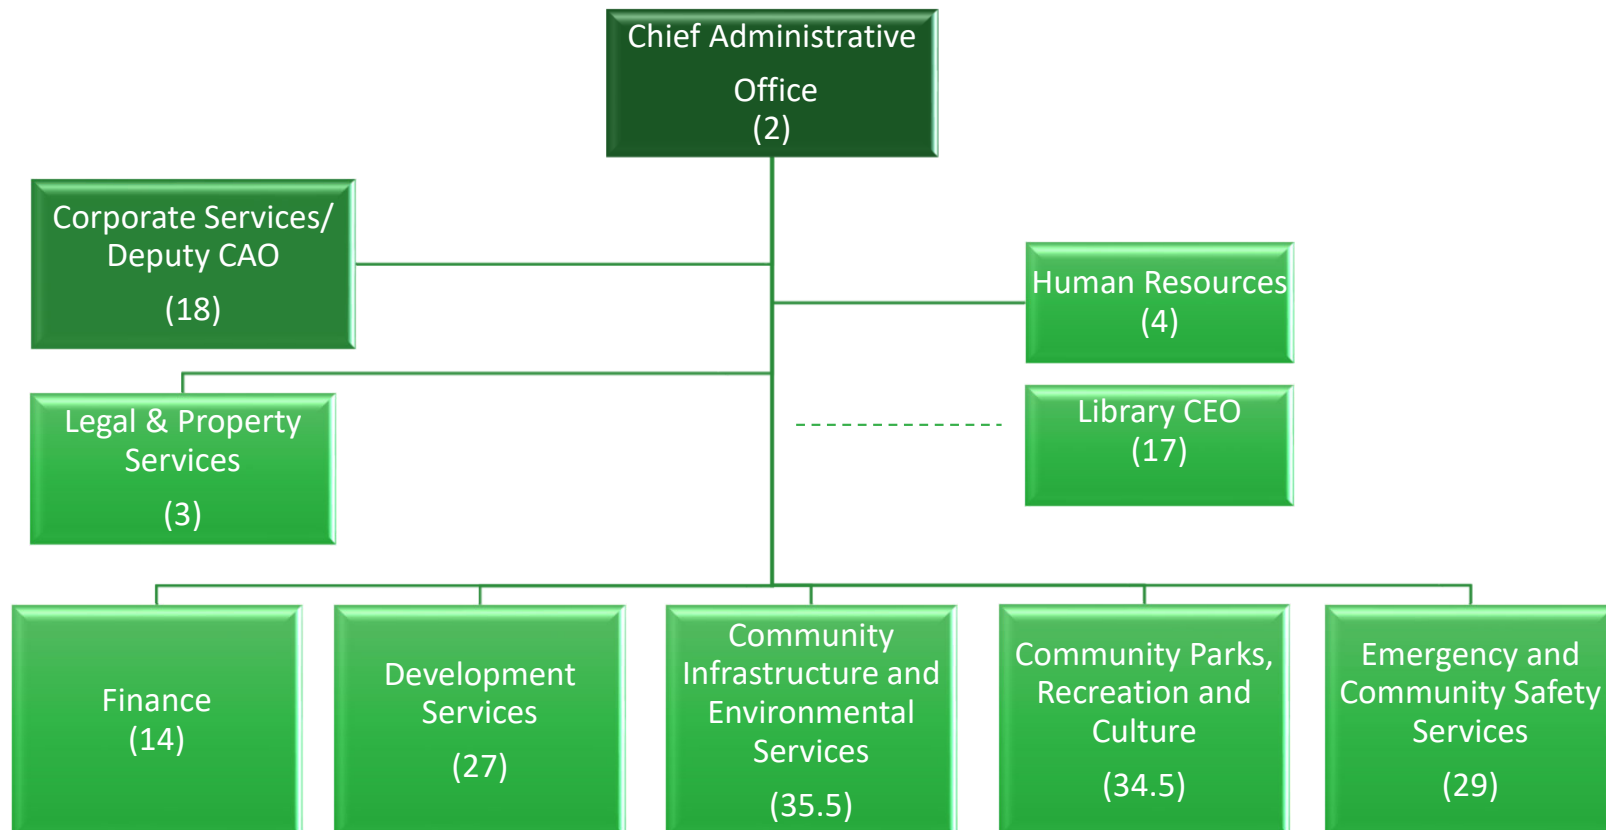 Chief Administrative
Office
(2)
Corporate Services/
Deputy CAO
(18)
Human Resources
(4)
Legal & Property
Services
(3)
Library CEO
(17)
Finance
(14)
Development
Services
(27)
Community
Infrastructure and
Environmental
Services
(35.5)
Community Parks,
Recreation and
Culture
(34.5)
Emergency and
Community Safety
Services
(29)